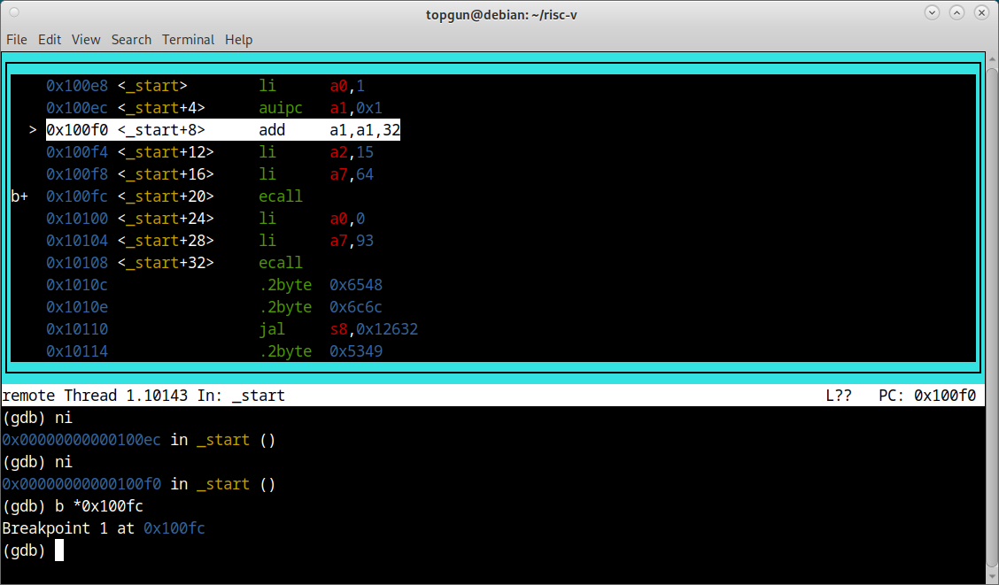 topgun@debian: ~/risc-v
File Edit View Search Terminal Help
0x100e8 <_start> li a0,1
0x100ec <_start+4> auipc a1,0x1
> 0x100f0 <_start+8> add a1,a1,32
0x100f4 <_start+12> li a2,15
0x100f8 <_start+16> li a7,64
b+ 0x100fc <_start+20> ecall
0x10100 <_start+24> li a0,0
0x10104 <_start+28> li a7,93
0x10108 <_start+32> ecall
0x1010c .2byte 0x6548
0x1010e .2byte 0x6c6c
0x10110 jal s8,0x12632
0x10114 .2byte 0x5349
remote Thread 1.10143 In: _start L?? PC: 0x100f0
(gdb) ni
0x00000000000100ec in _start ()
(gdb) ni
0x00000000000100f0 in _start ()
(gdb) b *0x100fc
Breakpoint 1 at 0x100fc
(gdb)